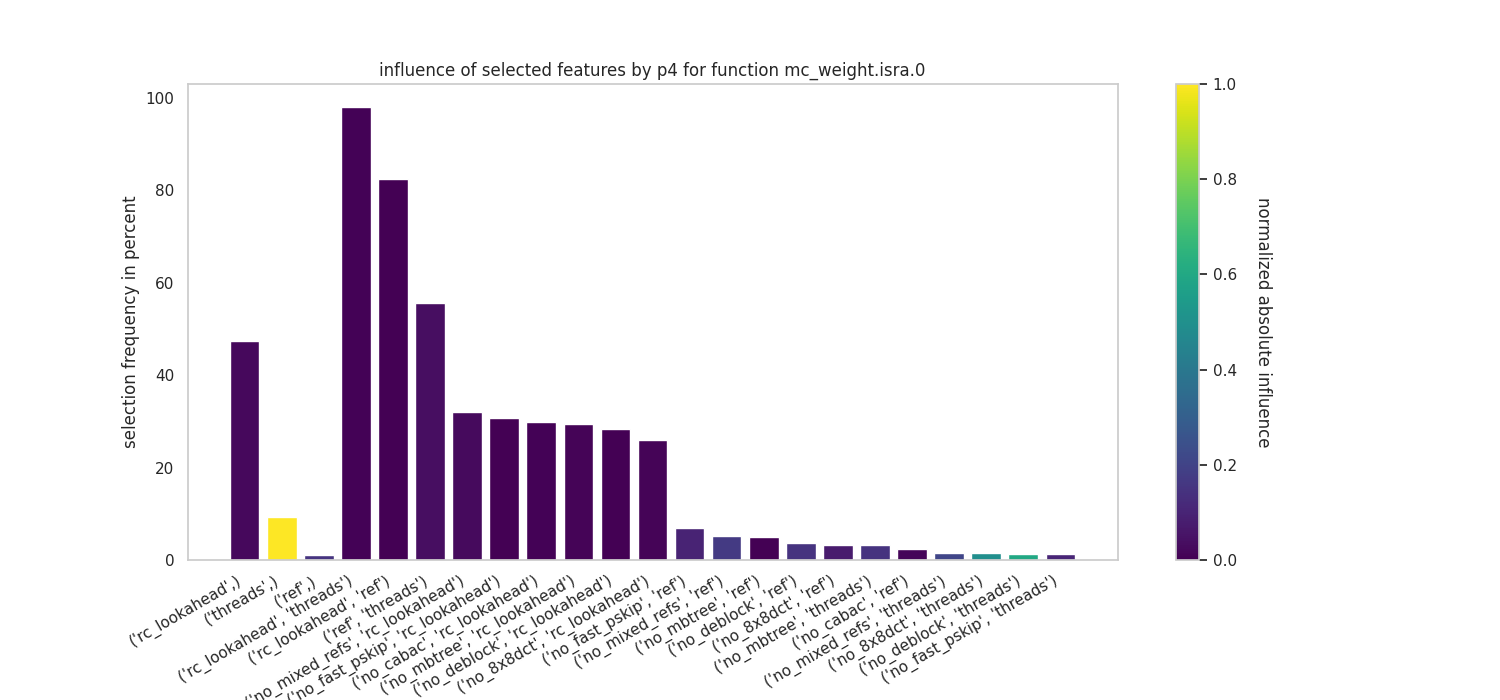 influence of selected features by p4 for function mc_weight.isra.0
selection frequency in percent
100
80
60
40
20
0
('rc_lookahead',)
('threads',)
('ref',)
('rc_lookahead', 'threads')
('rc_lookahead', 'ref')
('ref', 'threads')
('no_mixed_refs', 'rc_lookahead')
('no_fast_pskip', 'rc_lookahead')
('no_cabac', 'rc_lookahead')
('no_mbtree', 'rc_lookahead')
('no_deblock', 'rc_lookahead')
('no_8x8dct', 'rc_lookahead')
('no_fast_pskip', 'ref')
('no_mixed_refs', 'ref')
('no_mbtree', 'ref')
('no_deblock', 'ref')
('no_8x8dct', 'ref')
('no_mbtree', 'threads')
('no_cabac', 'ref')
('no_mixed_refs', 'threads')
('no_8x8dct', 'threads')
('no_deblock', 'threads')
('no_fast_pskip', 'threads')
1.0
0.8
0.6
0.4
0.2
0.0
normalized absolute influence